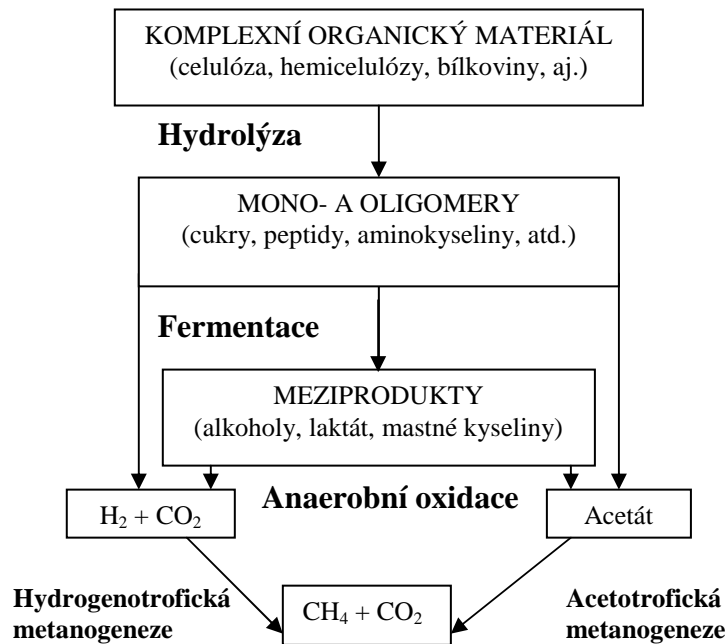 KOMPLEXNÍ ORGANICKÝ MATERIÁL
(celulóza, hemicelulózy, bílkoviny, aj.)
Hydrolýza
MONO- A OLIGOMERY
(cukry, peptidy, aminokyseliny, atd.)
Fermentace
MEZIPRODUKTY
(alkoholy, laktát, mastné kyseliny)
Anaerobní oxidace
H₂ + CO₂
Acetát
Hydrogenotrofická
metanogeneze
CH₄ + CO₂
Acetotrofická
metanogeneze